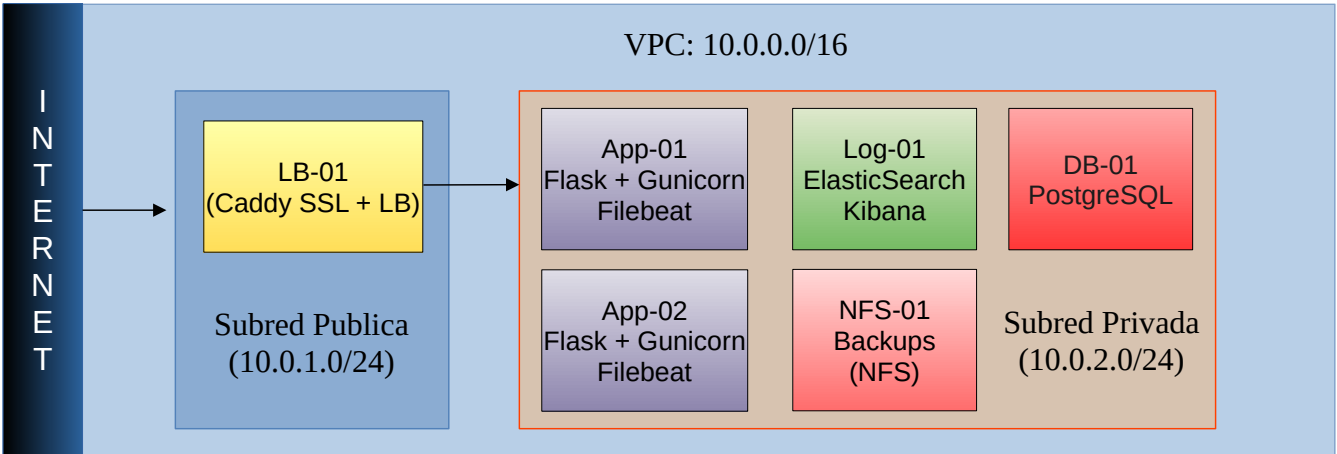 INTERNET
VPC: 10.0.0.0/16
LB-01
(Caddy SSL + LB)
Subred Publica
(10.0.1.0/24)
App-01
Flask + Gunicorn
Filebeat
Log-01
ElasticSearch
Kibana
DB-01
PostgreSQL
App-02
Flask + Gunicorn
Filebeat
NFS-01
Backups
(NFS)
Subred Privada
(10.0.2.0/24)